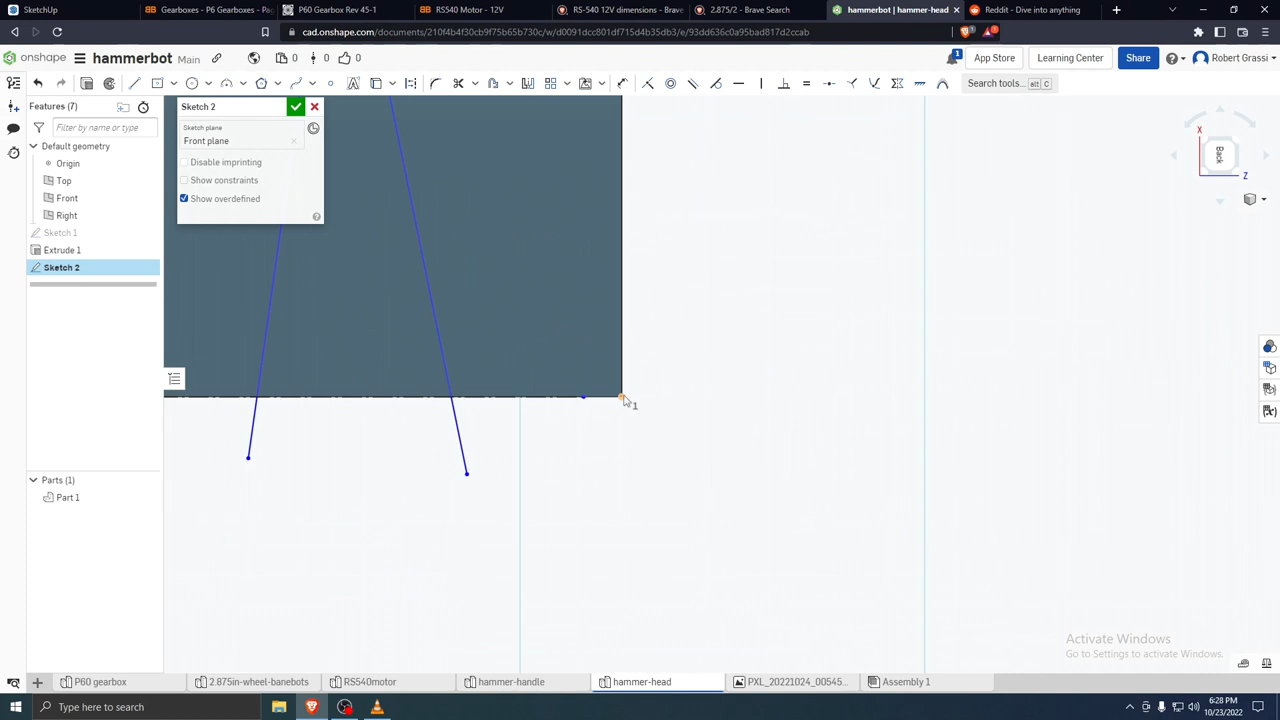 SketchUp
Gearboxes - P6 Gearboxes - Pac
P60 Gearbox Rev 45-1
RS540 Motor - 12V
RS-540 12V dimensions - Brave
2.875/2 - Brave Search
hammerbot | hammer-head
Reddit - Dive into anything
cad.onshape.com/documents/210f4b4f30cb9f75b65b730c/w/d0091dcc801df715d4b35db3/e/93dd636c0a95bad817d2ccab
onshape
hammerbot Main
0 0 0
1
App Store
Learning Center
Share
Robert Grassi
Search tools... alt C
Features (7)
Filter by name or type
Default geometry
Origin
Top
Front
Right
Sketch 1
Extrude 1
Sketch 2
Sketch 2
Sketch plane
Front plane
Disable imprinting
Show constraints
Show overdefined
X
Back
Z
1
Parts (1)
Part 1
Activate Windows
Go to Settings to activate Windows.
P60 gearbox
2.875in-wheel-banebots
RS540motor
hammer-handle
hammer-head
PXL_20221024_00545...
Assembly 1
Type here to search
6:28 PM
10/23/2022